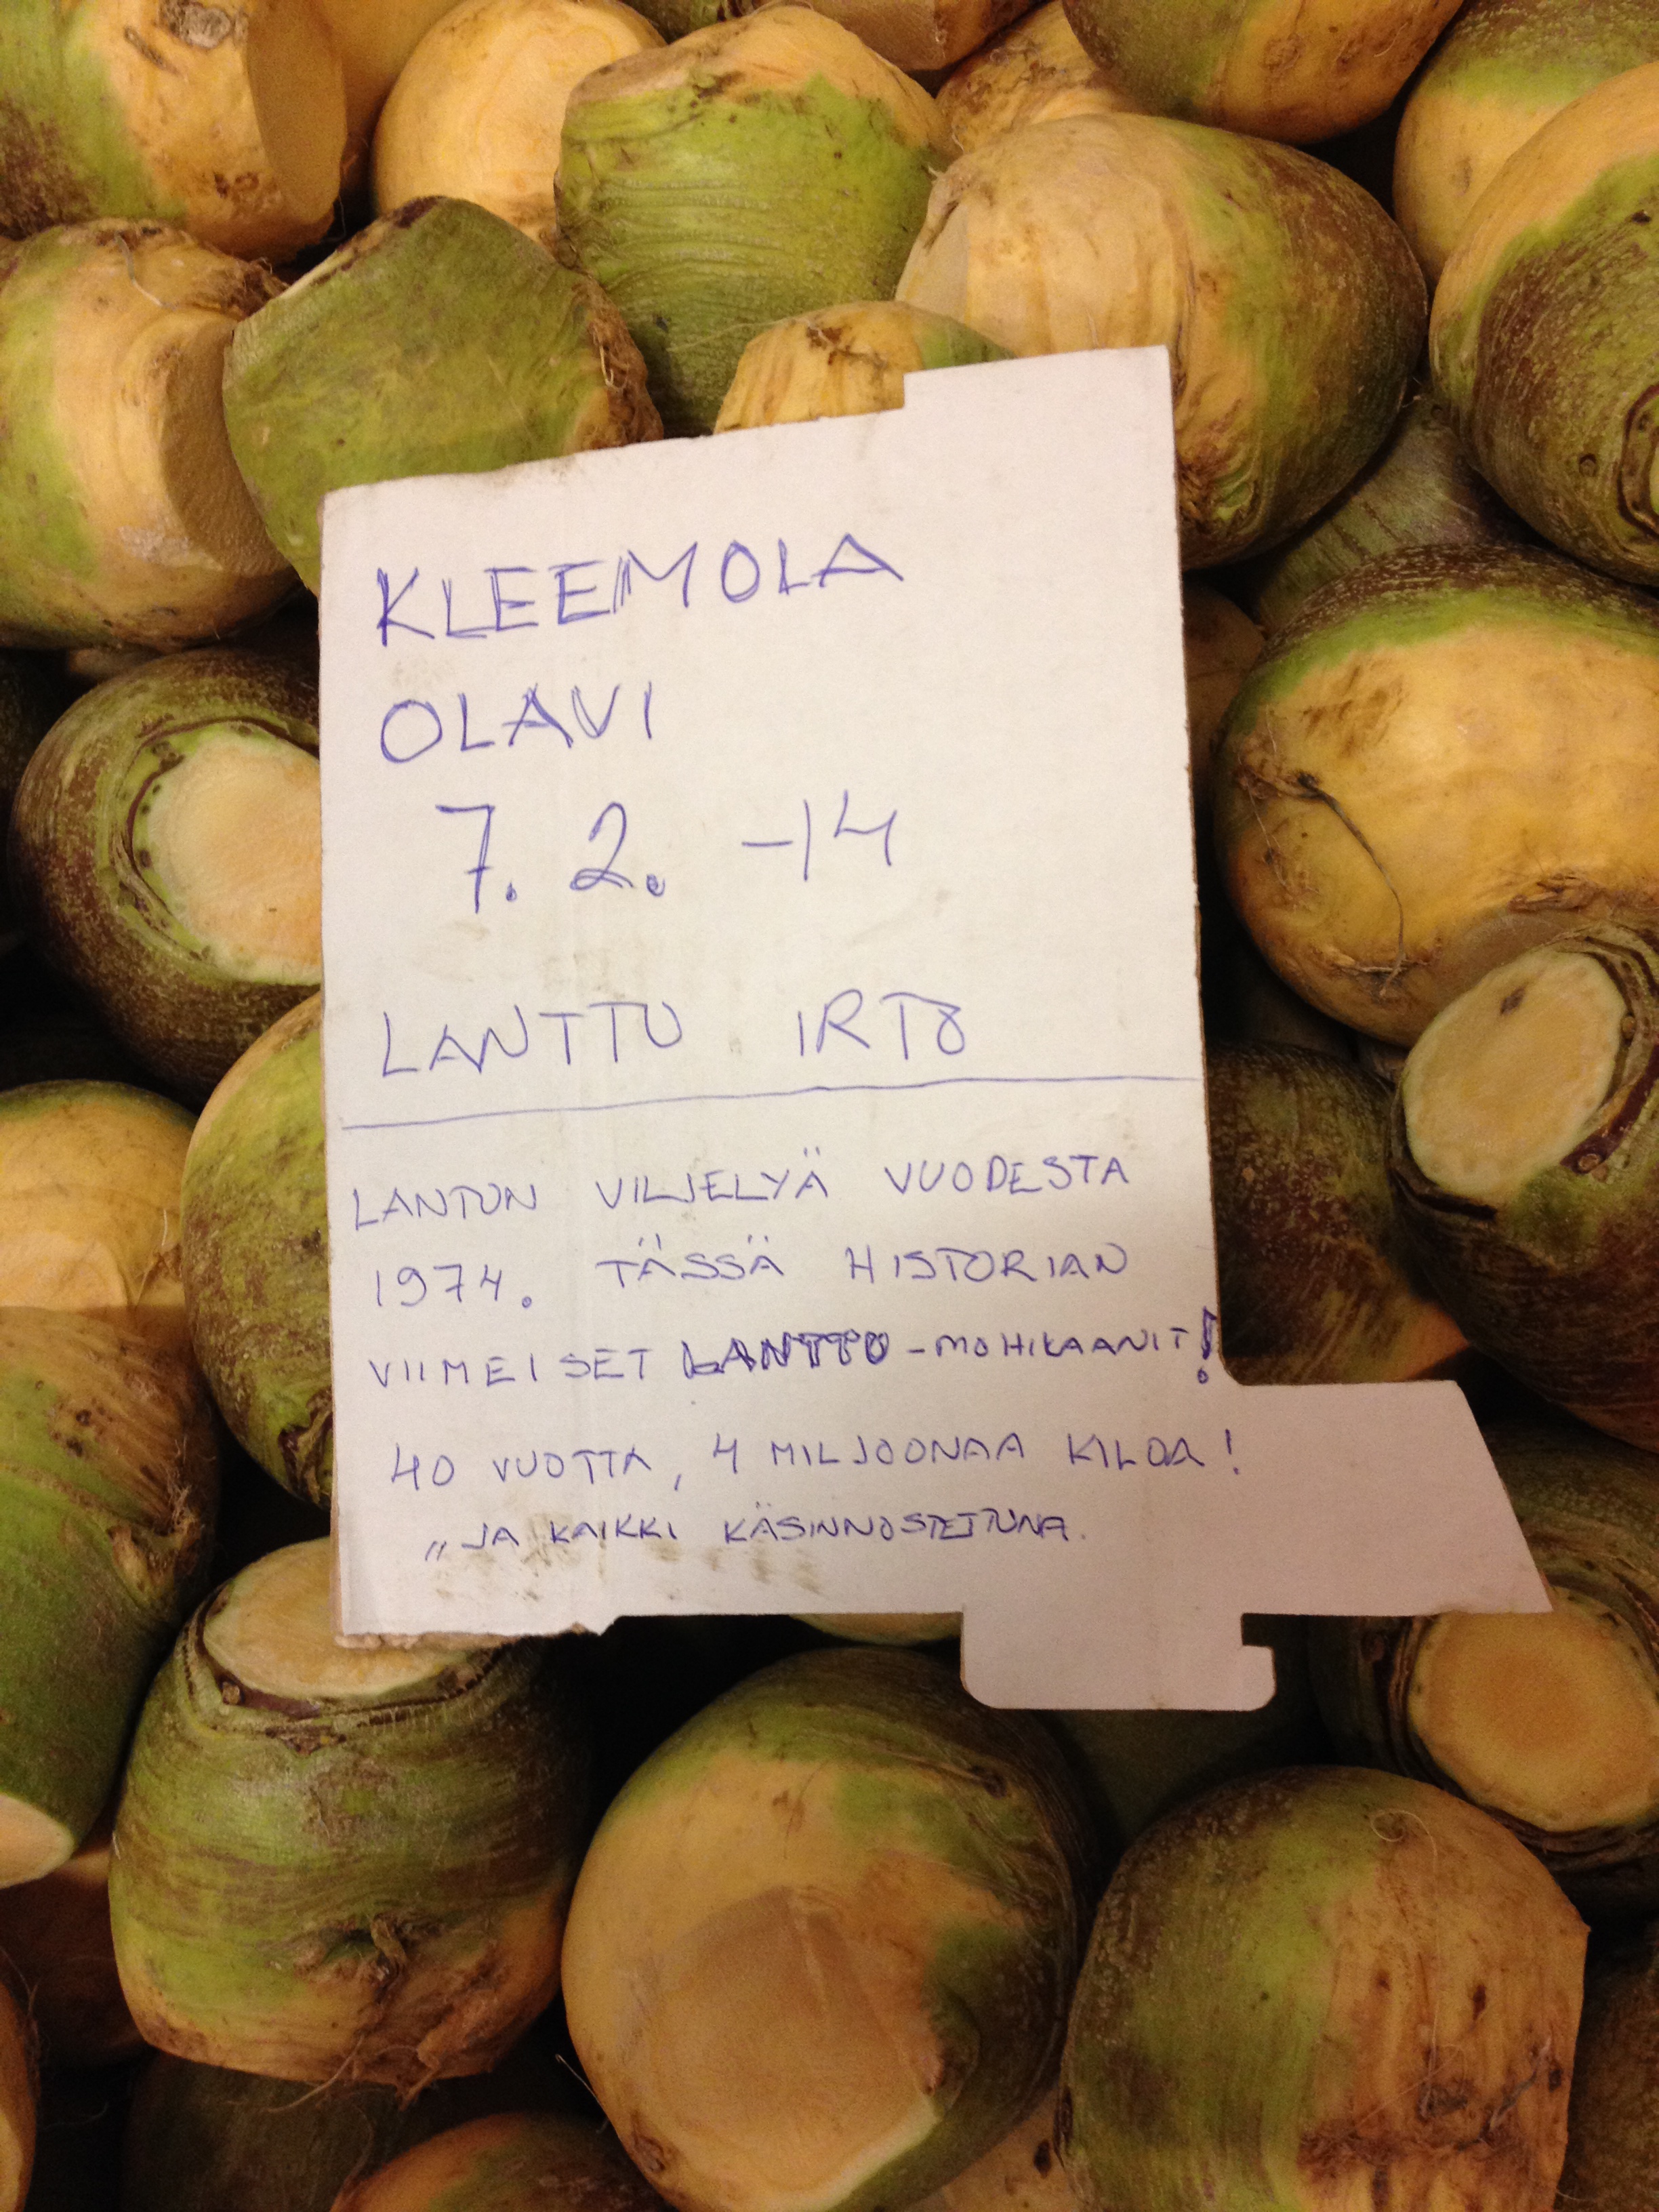 KLEEMOLA
OLAVI
7. 2. -14
LANTTU IRTO
LANTUN VILJELYÄ VUODESTA
1974. TÄSSÄ HISTORIAN
VIIMEISET LANTTU-MOHIKAANIT!
40 VUOTTA, 4 MILJOONAA KILOA!
„JA KAIKKI KÄSINNOSTETTUNA.